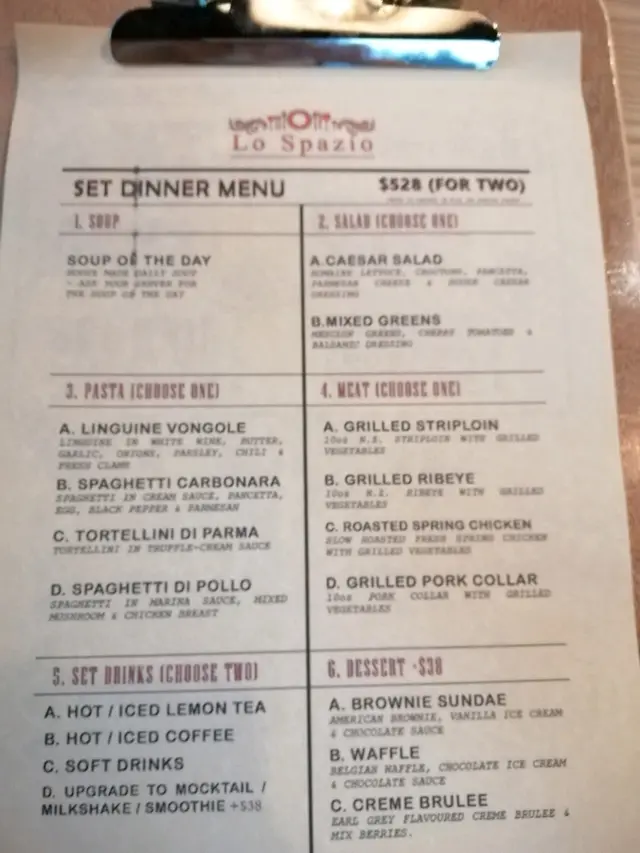 Lo Spazio
SET DINNER MENU
$528 (FOR TWO)
1. SOUP
SOUP OF THE DAY
HOUSE MADE DAILY SOUP
- ASK YOUR SERVER FOR
THE SOUP OF THE DAY
2. SALAD (CHOOSE ONE)
A.CAESAR SALAD
ROMAINE LETTUCE, CROUTONS, PANCETTA,
PARMESAN CHEESE & HOUSE CAESAR
DRESSING
B.MIXED GREENS
MESCLUN GREENS, CHERRY TOMATOES &
BALSAMIC DRESSING
3. PASTA (CHOOSE ONE)
A. LINGUINE VONGOLE
LINGUINE IN WHITE WINE, BUTTER,
GARLIC, ONIONS, PARSLEY, CHILI &
FRESH CLAMS
B. SPAGHETTI CARBONARA
SPAGHETTI IN CREAM SAUCE, PANCETTA,
EGG, BLACK PEPPER & PARMESAN
C. TORTELLINI DI PARMA
TORTELLINI IN TRUFFLE-CREAM SAUCE
D. SPAGHETTI DI POLLO
SPAGHETTI IN MARINA SAUCE, MIXED
MUSHROOM & CHICKEN BREAST
4. MEAT (CHOOSE ONE)
A. GRILLED STRIPLOIN
10oz N.Z. STRIPLOIN WITH GRILLED
VEGETABLES
B. GRILLED RIBEYE
10oz N.Z. RIBEYE WITH GRILLED
VEGETABLES
C. ROASTED SPRING CHICKEN
SLOW ROASTED FRESH SPRING CHICKEN
WITH GRILLED VEGETABLES
D. GRILLED PORK COLLAR
10oz PORK COLLAR WITH GRILLED
VEGETABLES
5. SET DRINKS (CHOOSE TWO)
A. HOT / ICED LEMON TEA
B. HOT / ICED COFFEE
C. SOFT DRINKS
D. UPGRADE TO MOCKTAIL /
MILKSHAKE / SMOOTHIE +$38
6. DESSERT +$38
A. BROWNIE SUNDAE
AMERICAN BROWNIE, VANILLA ICE CREAM
& CHOCOLATE SAUCE
B. WAFFLE
BELGIAN WAFFLE, CHOCOLATE ICE CREAM
& CHOCOLATE SAUCE
C. CREME BRULEE
EARL GREY FLAVOURED CREME BRULEE &
MIX BERRIES.